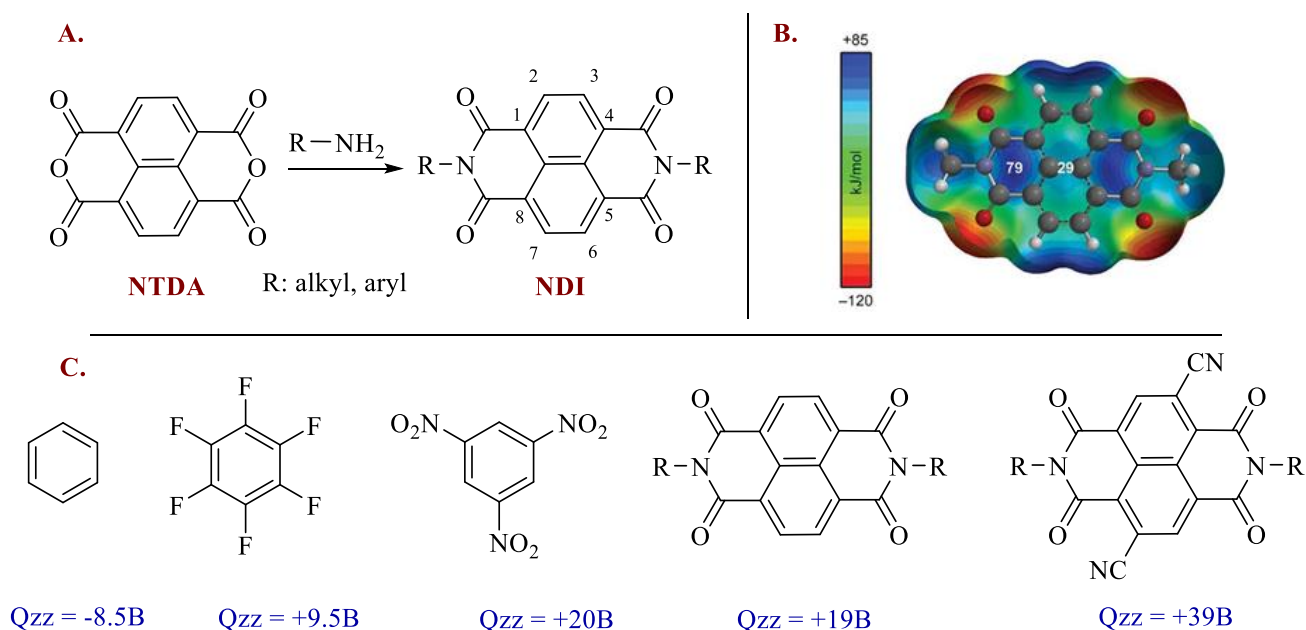 A.
O O O
O O O
NTDA
R—NH2
R: alkyl, aryl
2 3
O O
1 4
R—N N—R
8 5
O O
7 6
NDI
B.
+85
kJ/mol
−120
79 29
C.
F
F F
F F
F
O2N NO2
NO2
O O
R—N N—R
O O
CN
O O
R—N N—R
O O
NC
Qzz = -8.5B
Qzz = +9.5B
Qzz = +20B
Qzz = +19B
Qzz = +39B